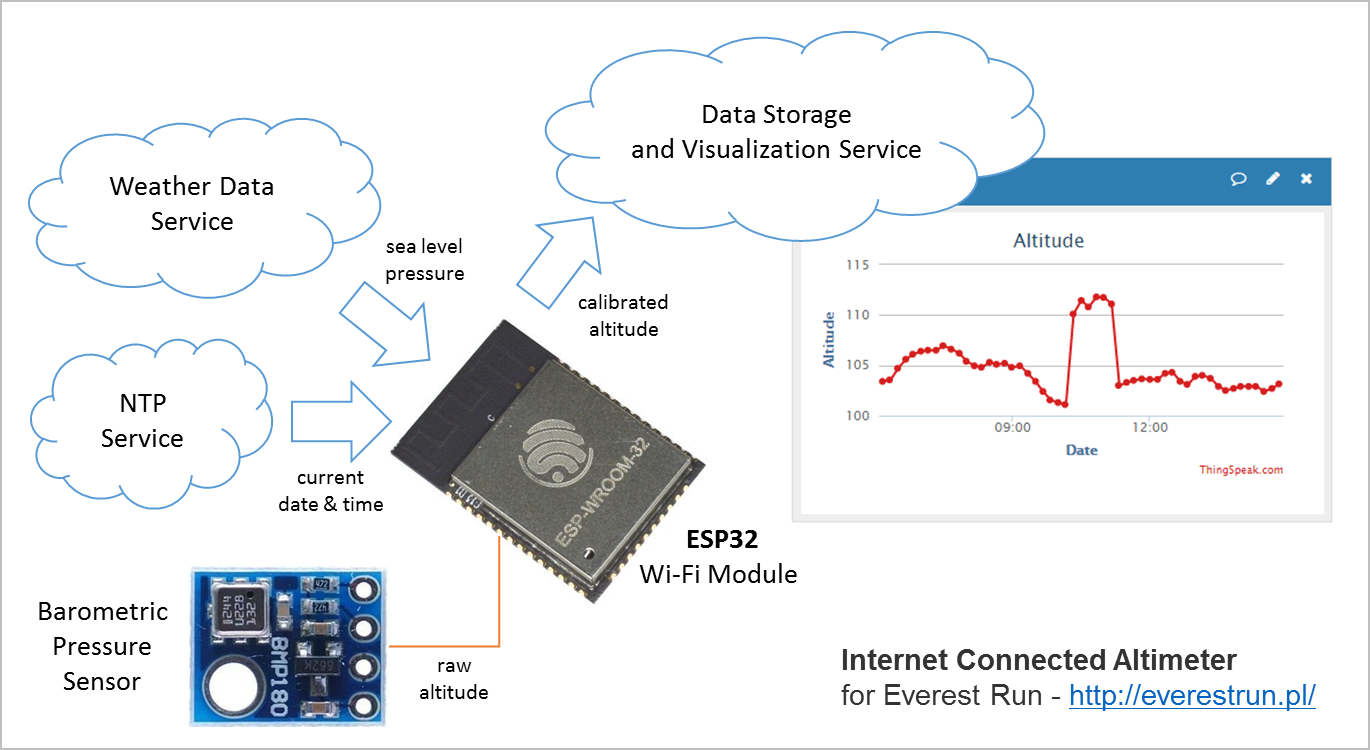 Data Storage
and Visualization Service
Weather Data
Service
sea level
pressure
calibrated
altitude
NTP
Service
current
date & time
ESP-WROOM-32
ESP32
Wi-Fi Module
Barometric
Pressure
Sensor
BMP180
472
662K
raw
altitude
Altitude
115
110
105
100
Altitude
09:00
12:00
Date
ThingSpeak.com
Internet Connected Altimeter
for Everest Run - http://everestrun.pl/